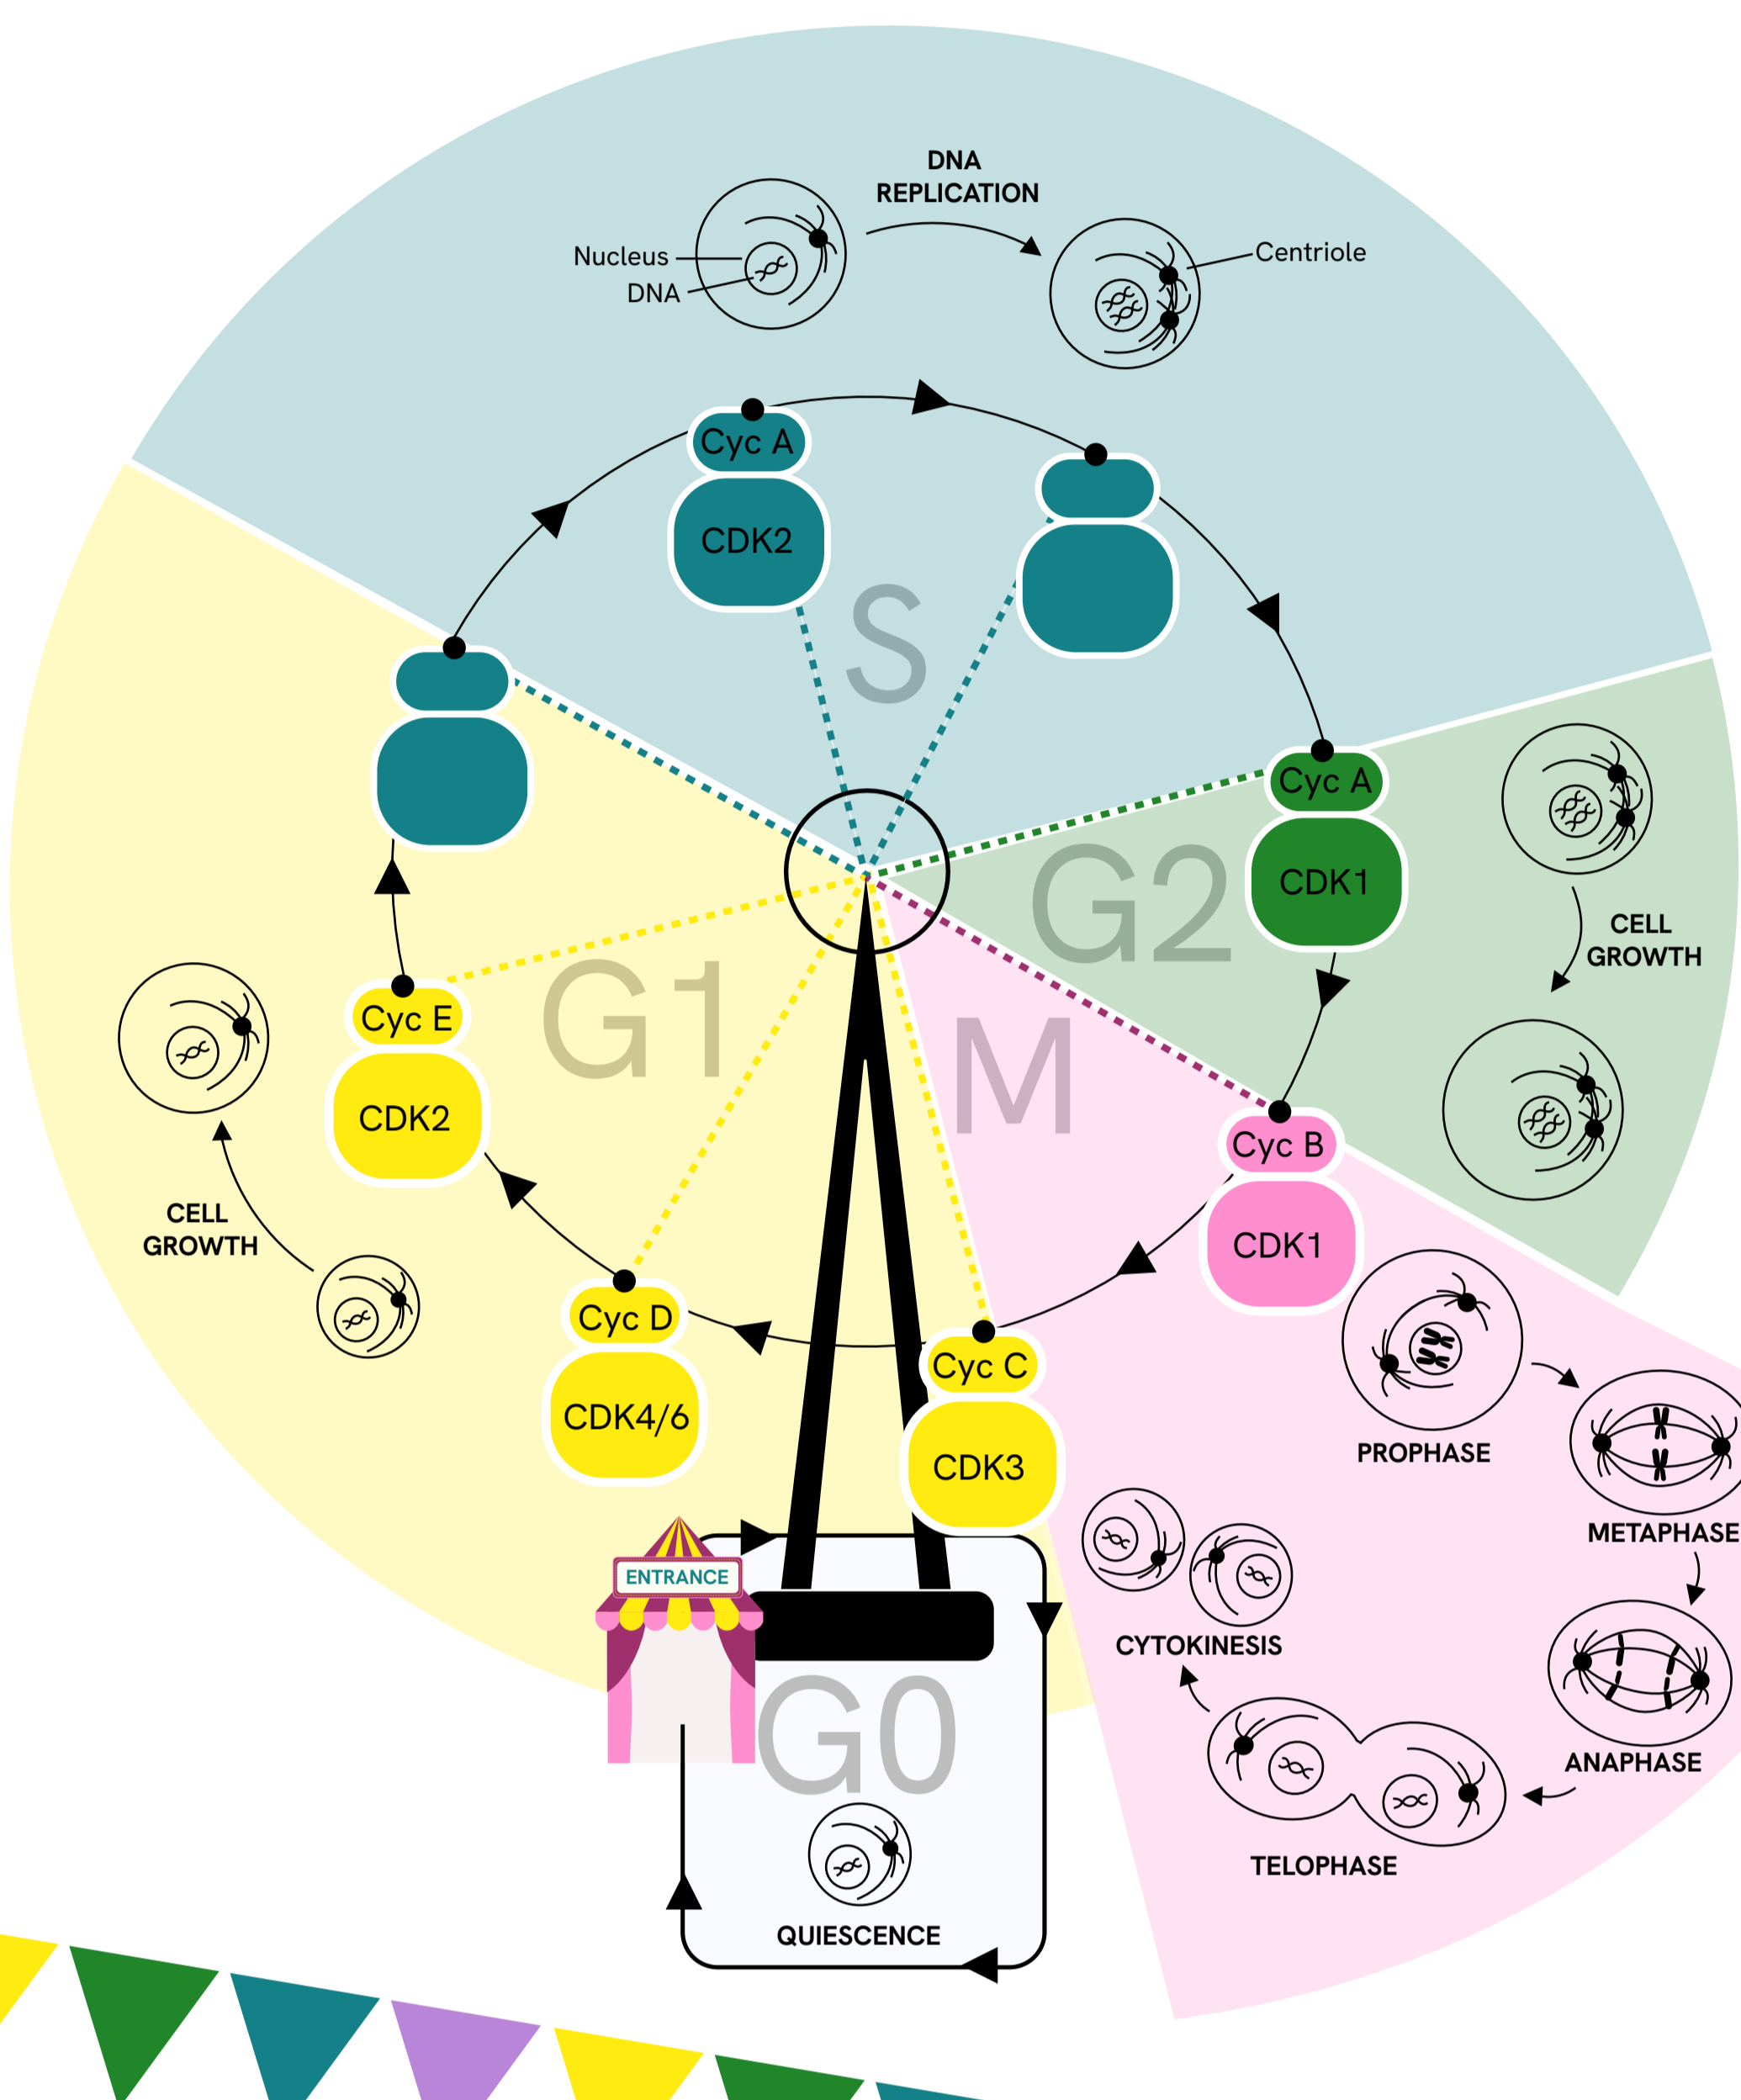 DNA
REPLICATION
Nucleus
DNA
Centriole
Cyc A
CDK2
S
Cyc A
CDK1
G2
CELL
GROWTH
G1
M
Cyc E
CDK2
Cyc B
CDK1
CELL
GROWTH
Cyc D
CDK4/6
Cyc C
CDK3
PROPHASE
METAPHASE
ENTRANCE
CYTOKINESIS
G0
ANAPHASE
TELOPHASE
QUIESCENCE